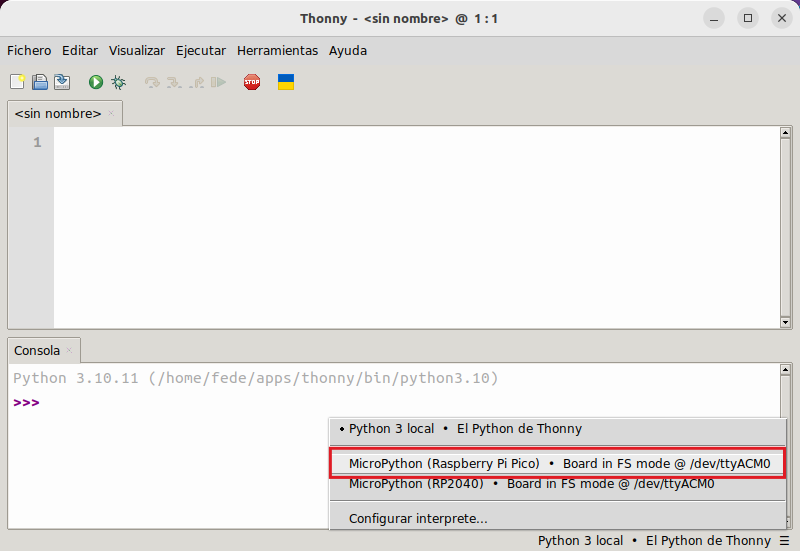 Thonny - <sin nombre> @ 1:1
Fichero Editar Visualizar Ejecutar Herramientas Ayuda
STOP
<sin nombre>
1
Consola
Python 3.10.11 (/home/fede/apps/thonny/bin/python3.10)
>>>
• Python 3 local • El Python de Thonny
MicroPython (Raspberry Pi Pico) • Board in FS mode @ /dev/ttyACM0
MicroPython (RP2040) • Board in FS mode @ /dev/ttyACM0
Configurar interprete...
Python 3 local • El Python de Thonny ☰